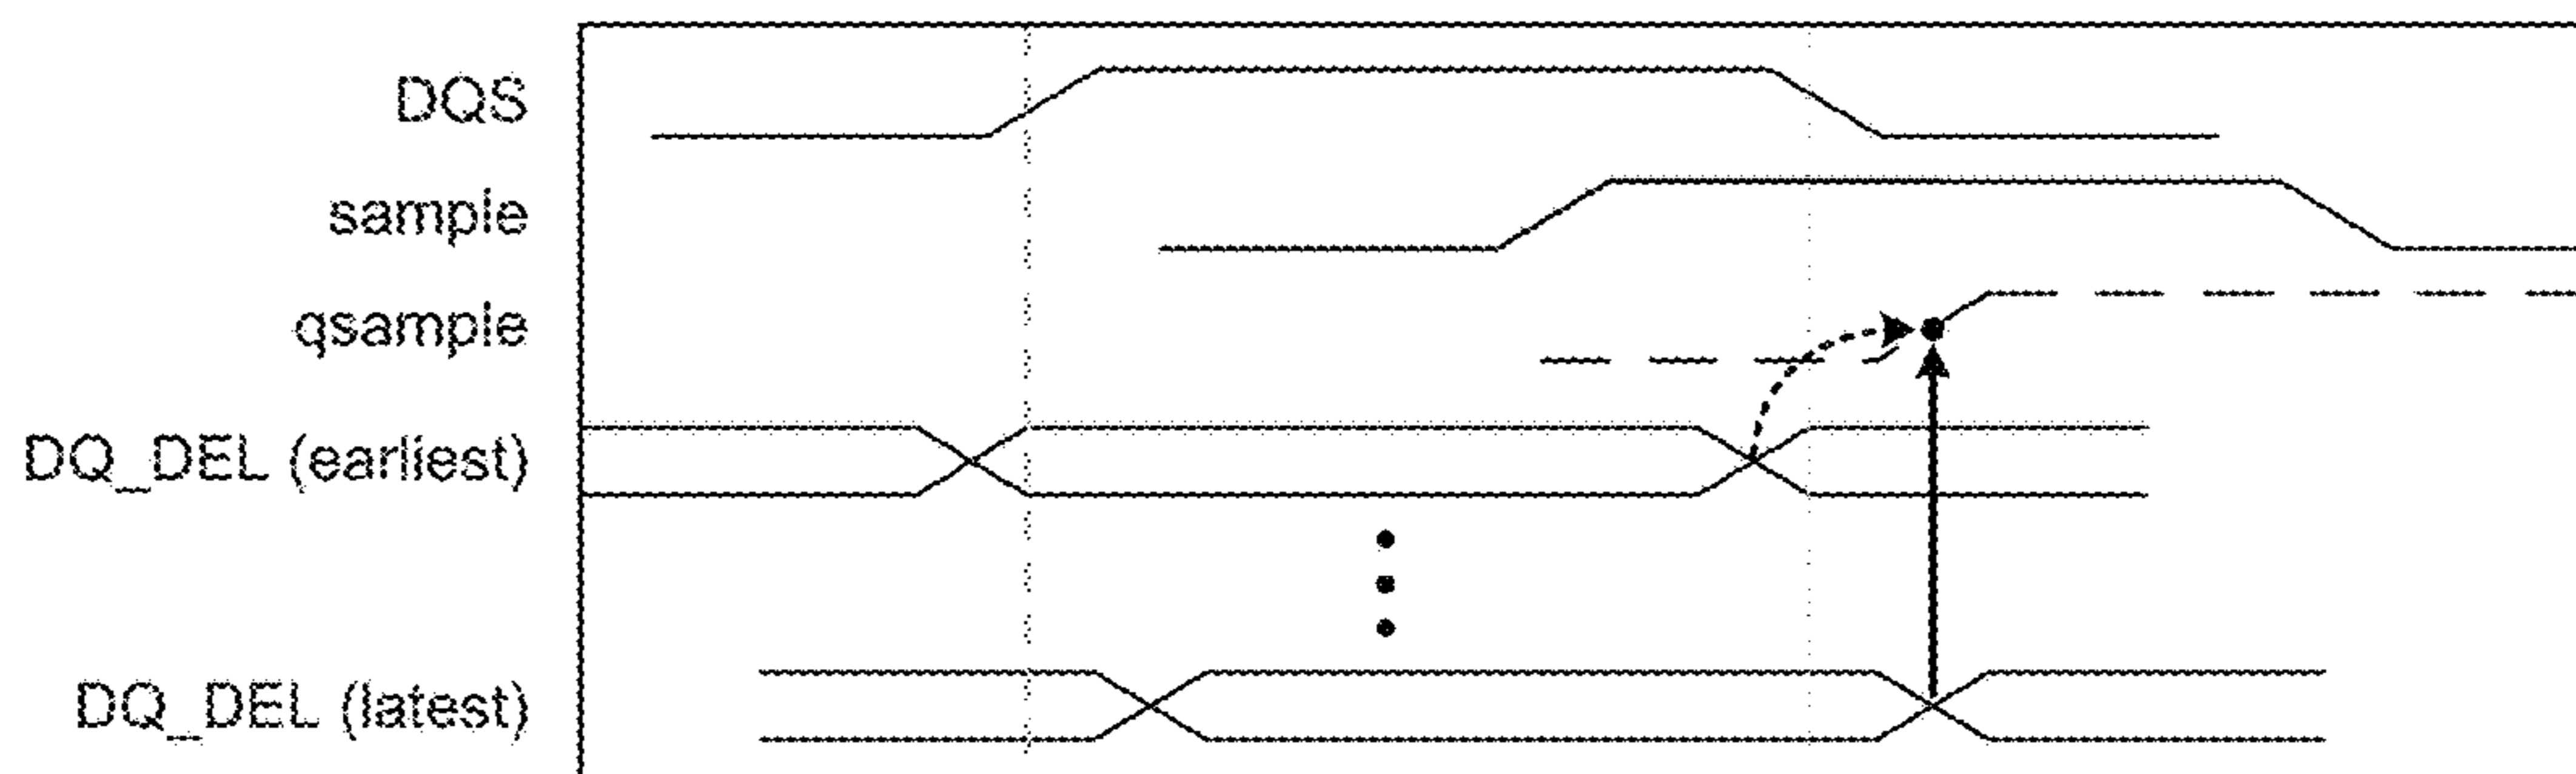 DQS
sample
qsample
DQ_DEL (earliest)
DQ_DEL (latest)